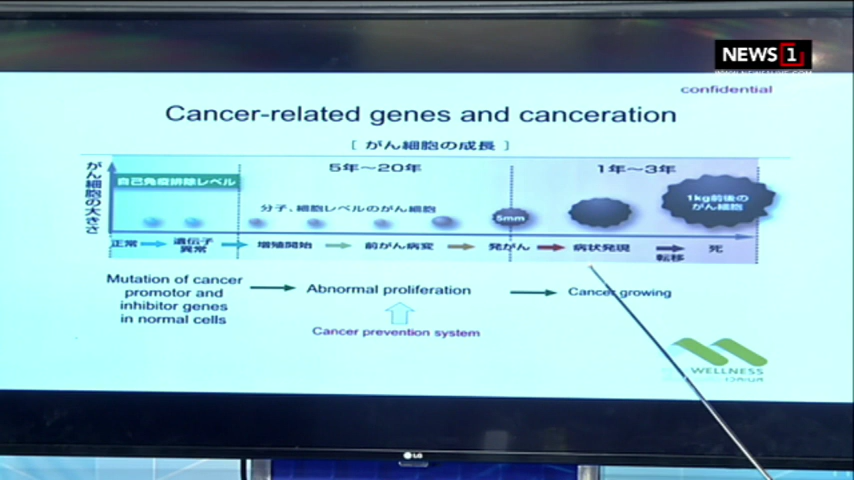 NEWS 1
WWW.NEWS1LIVE.COM
confidential
Cancer-related genes and canceration
[ がん細胞の成長 ]
がん細胞の大きさ
5年〜20年
1年〜3年
自己免疫排除レベル
分子、細胞レベルのがん細胞
5mm
1kg前後の
がん細胞
正常
遺伝子
異常
増殖開始
前がん病変
発がん
病状発現
転移
死
Mutation of cancer
promotor and
inhibitor genes
in normal cells
Abnormal proliferation
Cancer growing
Cancer prevention system
WELLNESS
LG